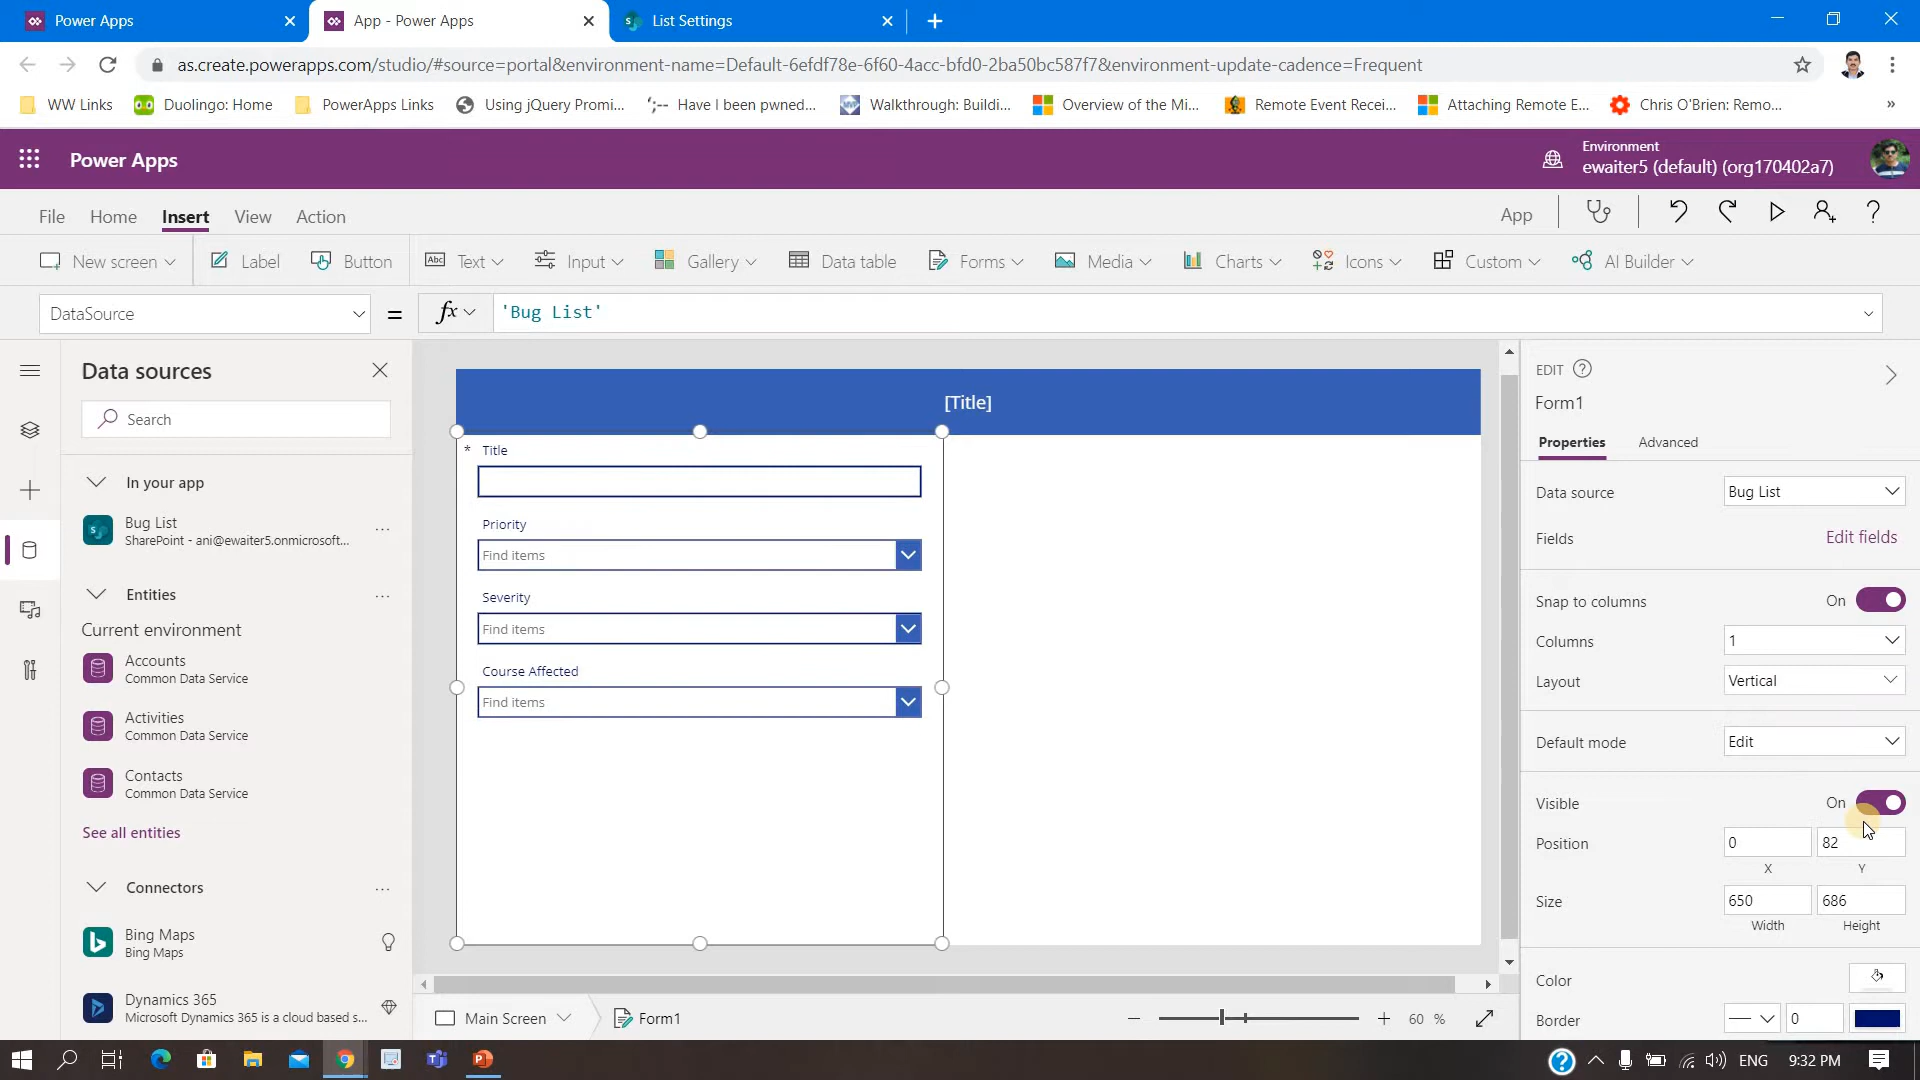 Power Apps
App - Power Apps
List Settings
as.create.powerapps.com/studio/#source=portal&environment-name=Default-6efdf78e-6f60-4acc-bfd0-2ba50bc587f7&environment-update-cadence=Frequent
WW Links
Duolingo: Home
PowerApps Links
Using jQuery Promi...
Have I been pwned...
Walkthrough: Buildi...
Overview of the Mi...
Remote Event Recei...
Attaching Remote E...
Chris O'Brien: Remo...
»
Power Apps
Environment
ewaiter5 (default) (org170402a7)
File
Home
Insert
View
Action
App
?
New screen
Label
Button
Abc
Text
Input
Gallery
Data table
Forms
Media
Charts
Icons
Custom
AI Builder
DataSource
=
fx
'Bug List'
Data sources
Search
In your app
Bug List
...
SharePoint - ani@ewaiter5.onmicrosoft...
Entities
...
Current environment
Accounts
Common Data Service
Activities
Common Data Service
Contacts
Common Data Service
See all entities
Connectors
...
Bing Maps
Bing Maps
Dynamics 365
Microsoft Dynamics 365 is a cloud based s...
[Title]
* Title
Priority
Find items
Severity
Find items
Course Affected
Find items
Main Screen
Form1
60 %
EDIT ?
Form1
Properties
Advanced
Data source
Bug List
Fields
Edit fields
Snap to columns
On
Columns
1
Layout
Vertical
Default mode
Edit
Visible
On
Position
0
82
X
Y
Size
650
686
Width
Height
Color
Border
0
ENG
9:32 PM